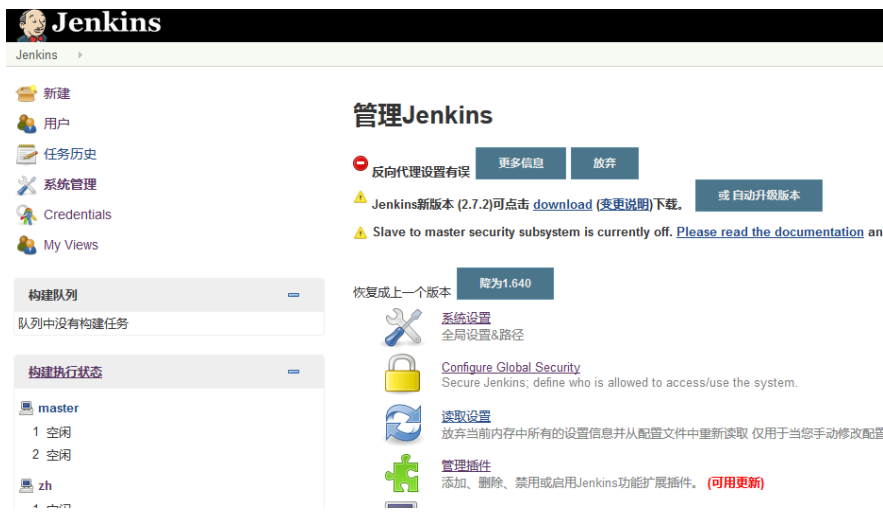 Jenkins
Jenkins
新建
用户
任务历史
系统管理
Credentials
My Views
构建队列
队列中没有构建任务
构建执行状态
master
1 空闲
2 空闲
zh
1 空闲
管理Jenkins
反向代理设置有误 更多信息 放弃
Jenkins新版本 (2.7.2)可点击 download (变更说明)下载。 或 自动升级版本
Slave to master security subsystem is currently off. Please read the documentation an
恢复成上一个版本 降为1.640
系统设置
全局设置&路径
Configure Global Security
Secure Jenkins; define who is allowed to access/use the system.
读取设置
放弃当前内存中所有的设置信息并从配置文件中重新读取 仅用于当您手动修改配置
管理插件
添加、删除、禁用或启用Jenkins功能扩展插件。 (可用更新)